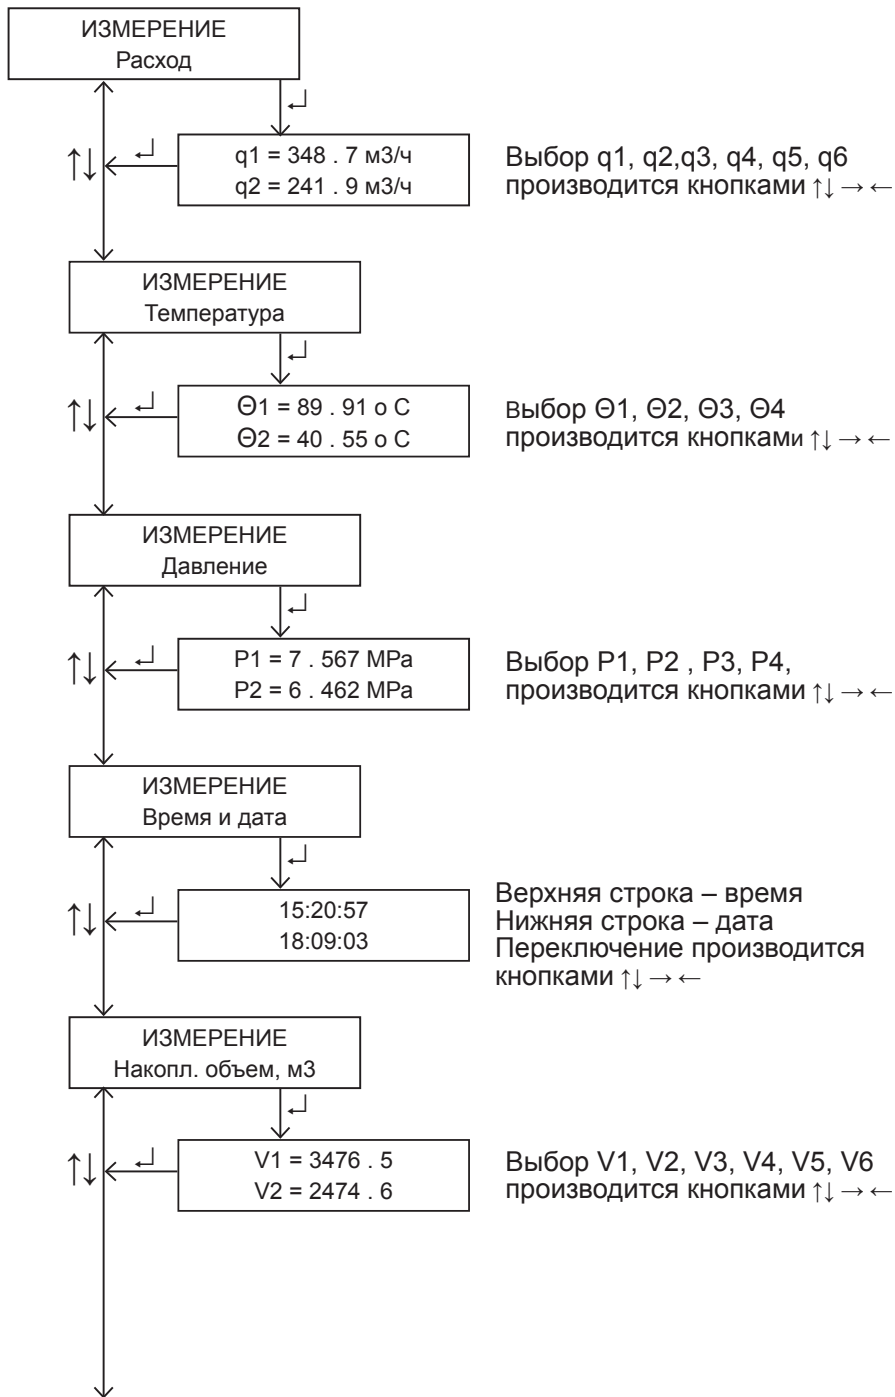 ИЗМЕРЕНИЕ
Расход
↵
↑↓ ↵
q1 = 348 . 7 м3/ч
q2 = 241 . 9 м3/ч
Выбор q1, q2,q3, q4, q5, q6
производится кнопками ↑↓ → ←
ИЗМЕРЕНИЕ
Температура
↵
↑↓ ↵
Θ1 = 89 . 91 о С
Θ2 = 40 . 55 о С
Выбор Θ1, Θ2, Θ3, Θ4
производится кнопками ↑↓ → ←
ИЗМЕРЕНИЕ
Давление
↵
↑↓ ↵
P1 = 7 . 567 MPa
P2 = 6 . 462 MPa
Выбор P1, P2 , P3, P4,
производится кнопками ↑↓ → ←
ИЗМЕРЕНИЕ
Время и дата
↵
↑↓ ↵
15:20:57
18:09:03
Верхняя строка – время
Нижняя строка – дата
Переключение производится
кнопками ↑↓ → ←
ИЗМЕРЕНИЕ
Накопл. объем, м3
↵
↑↓ ↵
V1 = 3476 . 5
V2 = 2474 . 6
Выбор V1, V2, V3, V4, V5, V6
производится кнопками ↑↓ → ←